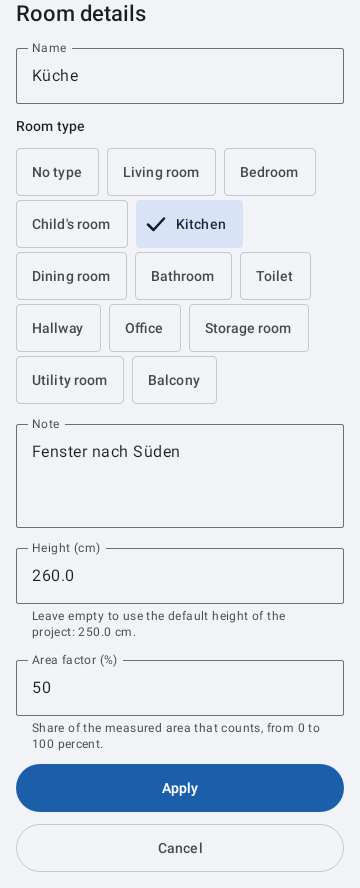 Room details
Name
Küche
Room type
No type
Living room
Bedroom
Child's room
Kitchen
Dining room
Bathroom
Toilet
Hallway
Office
Storage room
Utility room
Balcony
Note
Fenster nach Süden
Height (cm)
260.0
Leave empty to use the default height of the
project: 250.0 cm.
Area factor (%)
50
Share of the measured area that counts, from 0 to
100 percent.
Apply
Cancel